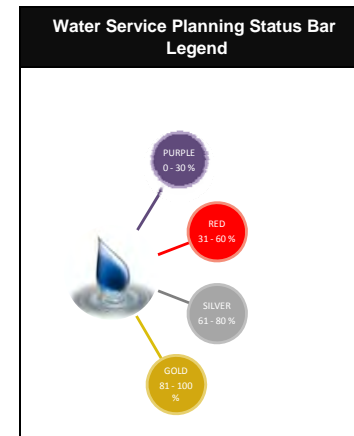 Water Service Planning Status Bar
Legend
PURPLE
0 - 30 %
RED
31 - 60 %
SILVER
61 - 80 %
GOLD
81 - 100
%